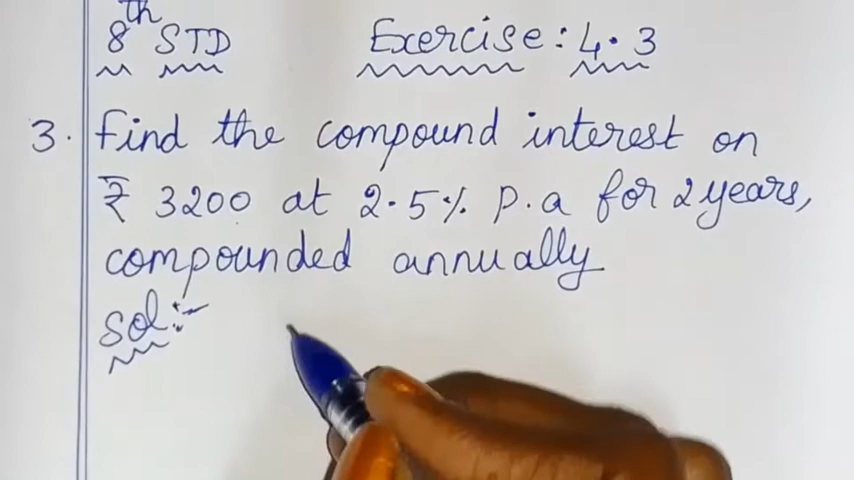 8th STD Exercise: 4.3
3. Find the compound interest on
₹ 3200 at 2.5% p.a for 2 years,
compounded annually
sol:-